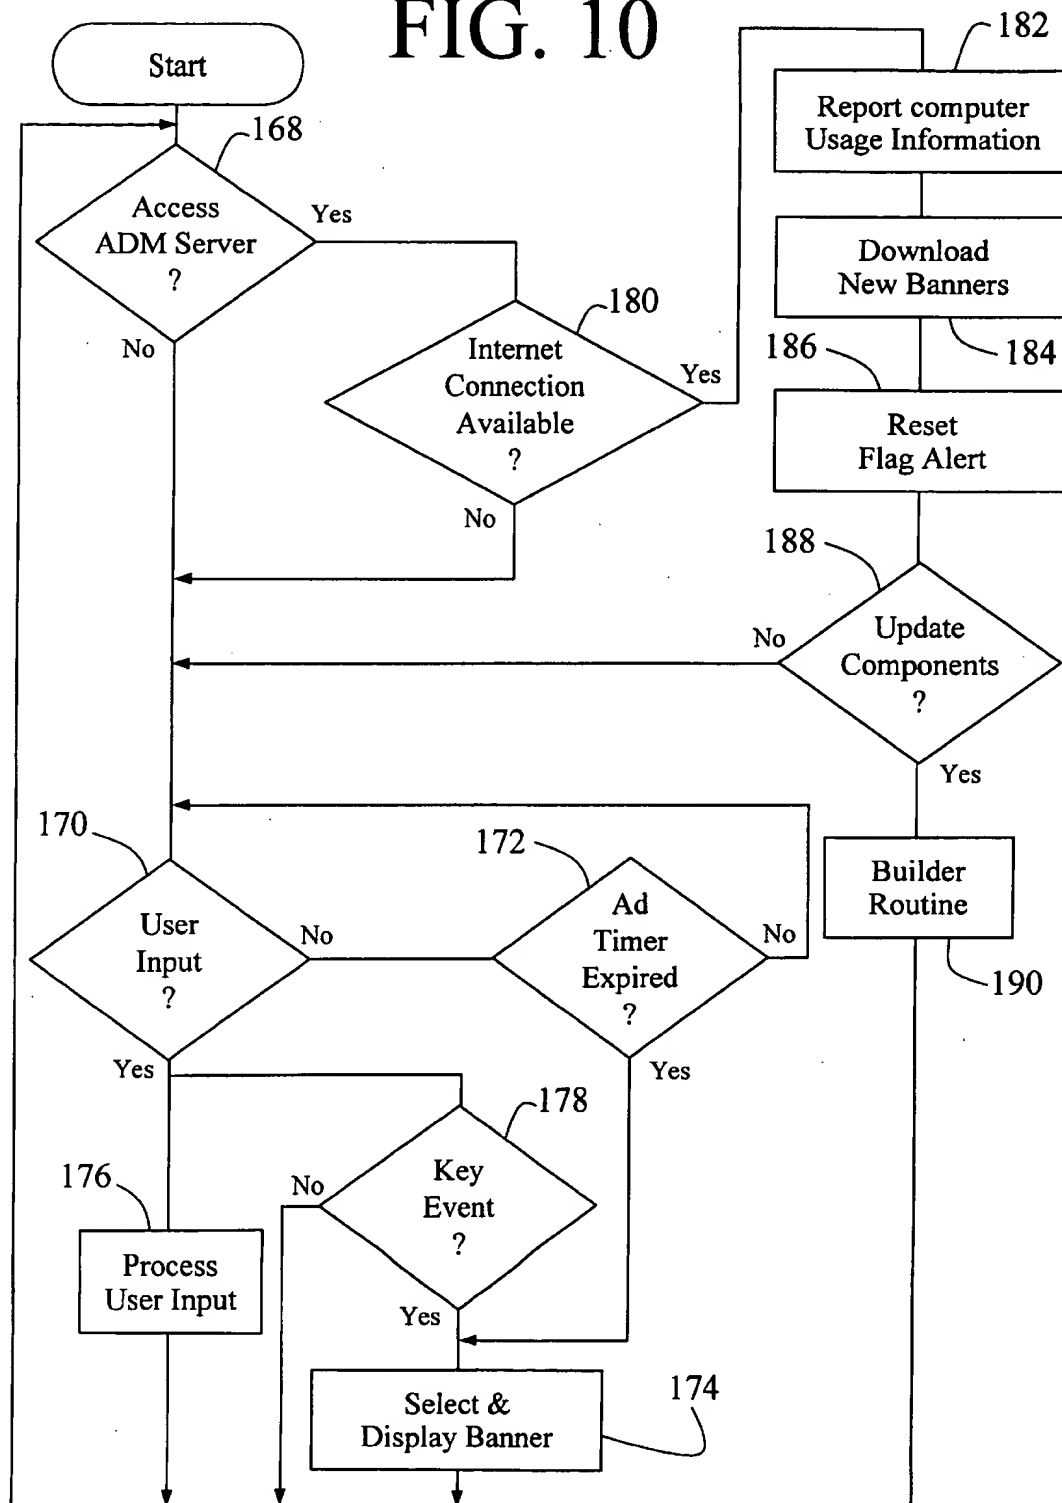 FIG. 10
Start
168
Access
ADM Server
?
Yes
No
180
Internet
Connection
Available
?
Yes
No
182
Report computer
Usage Information
Download
New Banners
184
186
Reset
Flag Alert
188
Update
Components
?
No
Yes
Builder
Routine
190
170
User
Input
?
No
Yes
172
Ad
Timer
Expired
?
No
Yes
178
Key
Event
?
No
Yes
176
Process
User Input
Select &
Display Banner
174